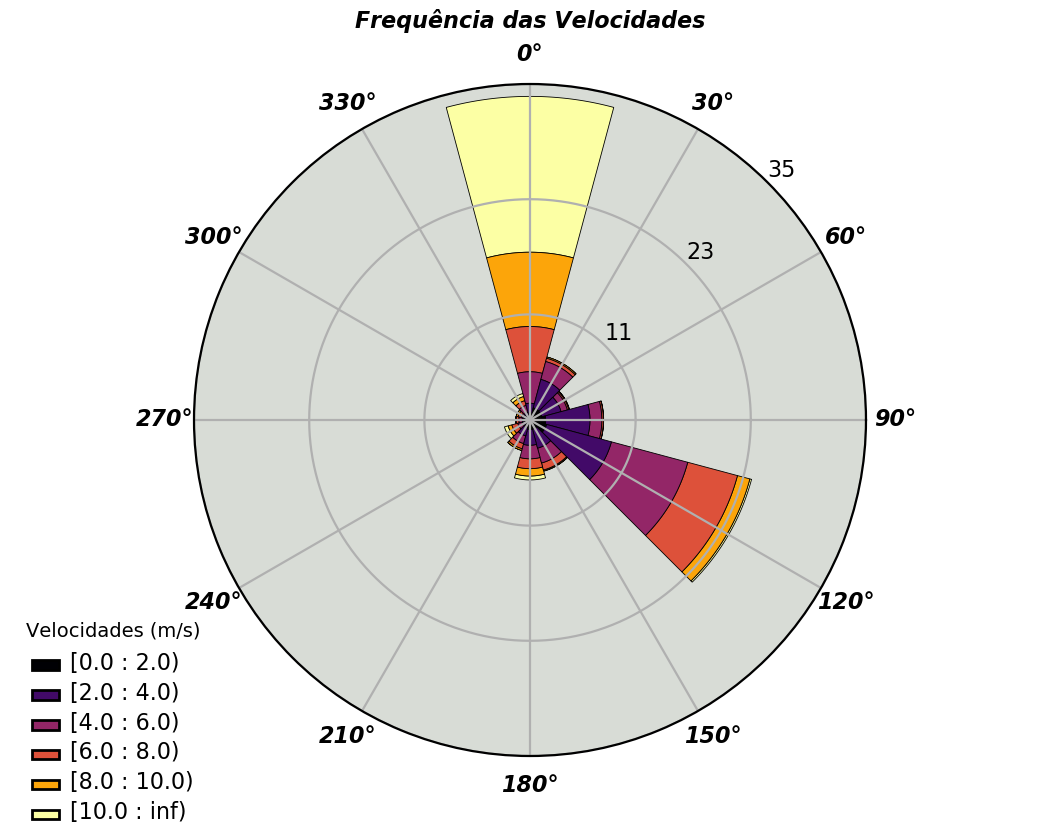 Frequência das Velocidades
0°
330°
30°
35
300°
60°
23
11
270°
90°
240°
120°
210°
150°
180°
Velocidades (m/s)
[0.0 : 2.0)
[2.0 : 4.0)
[4.0 : 6.0)
[6.0 : 8.0)
[8.0 : 10.0)
[10.0 : inf)